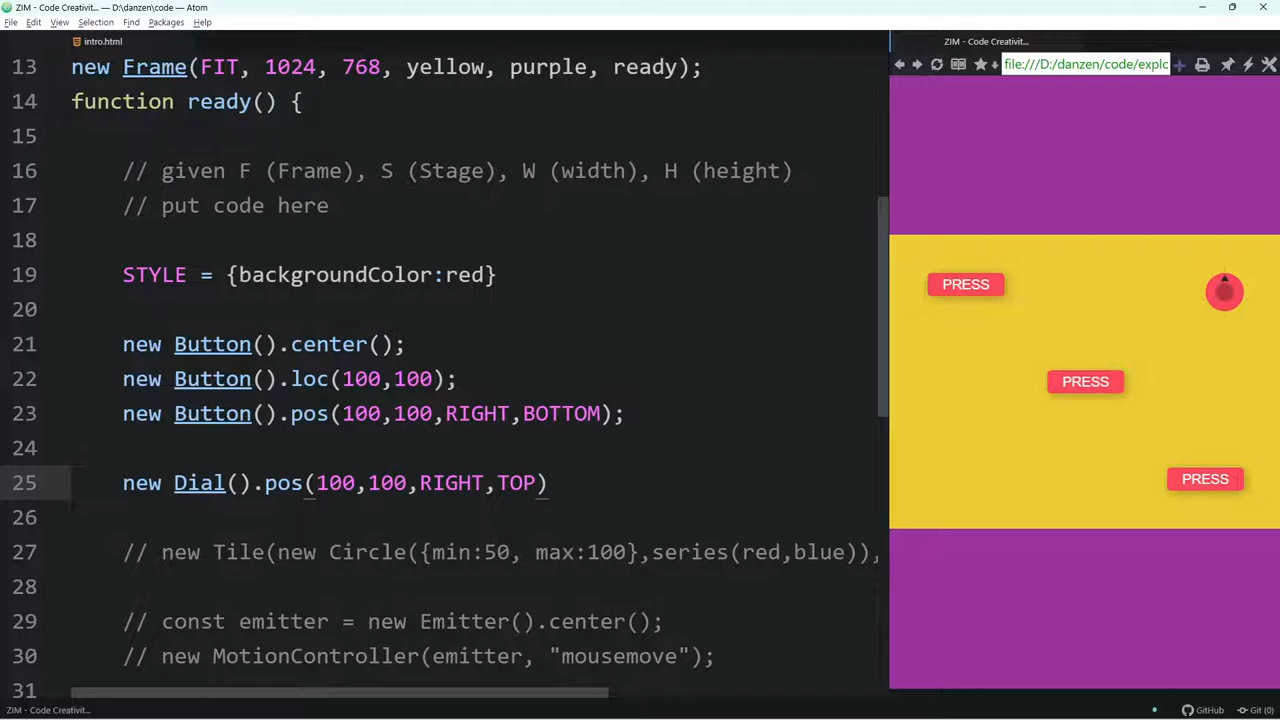 ZIM - Code Creativit... — D:\danzen\code — Atom
File Edit View Selection Find Packages Help
intro.html
ZIM - Code Creativit...
file:///D:/danzen/code/explc
13 new Frame(FIT, 1024, 768, yellow, purple, ready);
14 function ready() {
15
16 // given F (Frame), S (Stage), W (width), H (height)
17 // put code here
18
19 STYLE = {backgroundColor:red}
20
21 new Button().center();
22 new Button().loc(100,100);
23 new Button().pos(100,100,RIGHT,BOTTOM);
24
25 new Dial().pos(100,100,RIGHT,TOP)
26
27 // new Tile(new Circle({min:50, max:100},series(red,blue)),
28
29 // const emitter = new Emitter().center();
30 // new MotionController(emitter, "mousemove");
31
PRESS
PRESS
PRESS
ZIM - Code Creativit...
GitHub
Git (0)